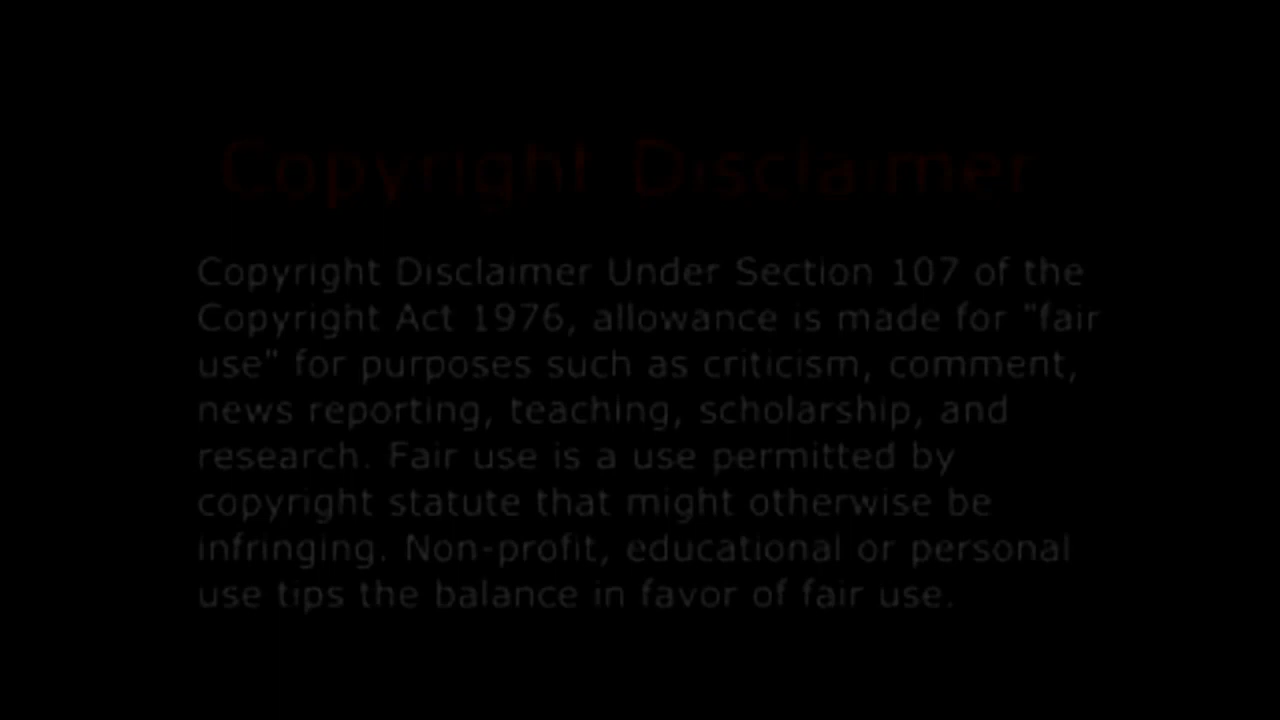 Copyright Disclaimer
Copyright Disclaimer Under Section 107 of the
Copyright Act 1976, allowance is made for "fair
use" for purposes such as criticism, comment,
news reporting, teaching, scholarship, and
research. Fair use is a use permitted by
copyright statute that might otherwise be
infringing. Non-profit, educational or personal
use tips the balance in favor of fair use.